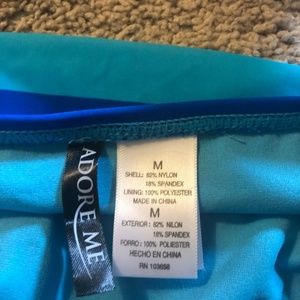 ADORE ME
M
SHELL: 82% NYLON
18% SPANDEX
LINING: 100% POLYESTER
MADE IN CHINA
M
EXTERIOR: 82% NILON
18% SPANDEX
FORRO: 100% POLIESTER
HECHO EN CHINA
RN 103658